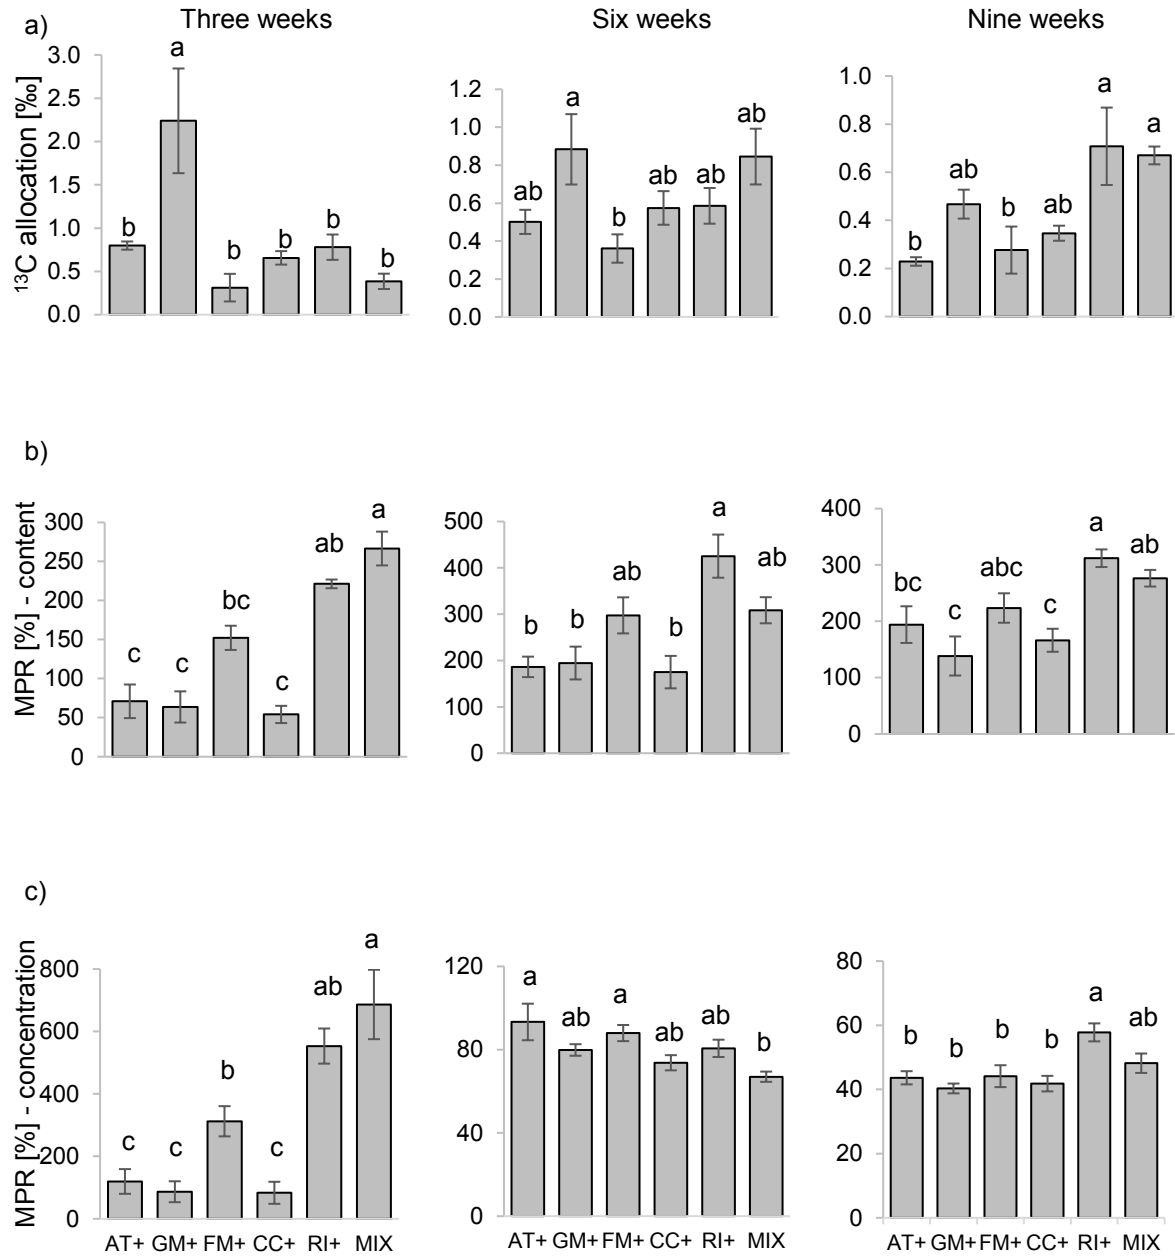 a)
Three weeks
Six weeks
Nine weeks
¹³C allocation [‰]
3.0
2.5
2.0
1.5
1.0
0.5
0.0
b
a
b
b
b
b
1.2
1.0
0.8
0.6
0.4
0.2
0.0
ab
a
b
ab
ab
ab
1.0
0.8
0.6
0.4
0.2
0.0
b
ab
b
ab
a
a
b)
MPR [%] - content
300
250
200
150
100
50
0
c
c
bc
c
ab
a
500
400
300
200
100
0
b
b
ab
b
a
ab
400
300
200
100
0
bc
c
abc
c
a
ab
c)
MPR [%] - concentration
800
600
400
200
0
c
c
b
c
ab
a
AT+ GM+ FM+ CC+ RI+ MIX
120
80
40
0
a
ab
a
ab
ab
b
AT+ GM+ FM+ CC+ RI+ MIX
80
60
40
20
0
b
b
b
b
a
ab
AT+ GM+ FM+ CC+ RI+ MIX